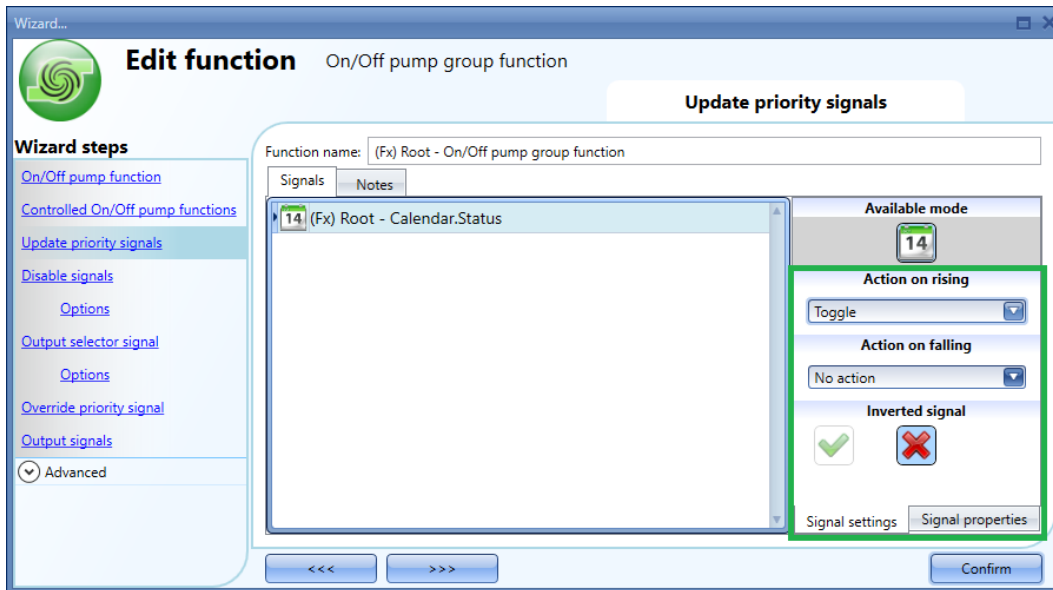 Wizard...
Edit function On/Off pump group function
Update priority signals
Wizard steps
On/Off pump function
Controlled On/Off pump functions
Update priority signals
Disable signals
Options
Output selector signal
Options
Override priority signal
Output signals
Advanced
Function name: (Fx) Root - On/Off pump group function
Signals Notes
14 (Fx) Root - Calendar.Status
Available mode
14
Action on rising
Toggle
Action on falling
No action
Inverted signal
Signal settings Signal properties
<<< >>> Confirm